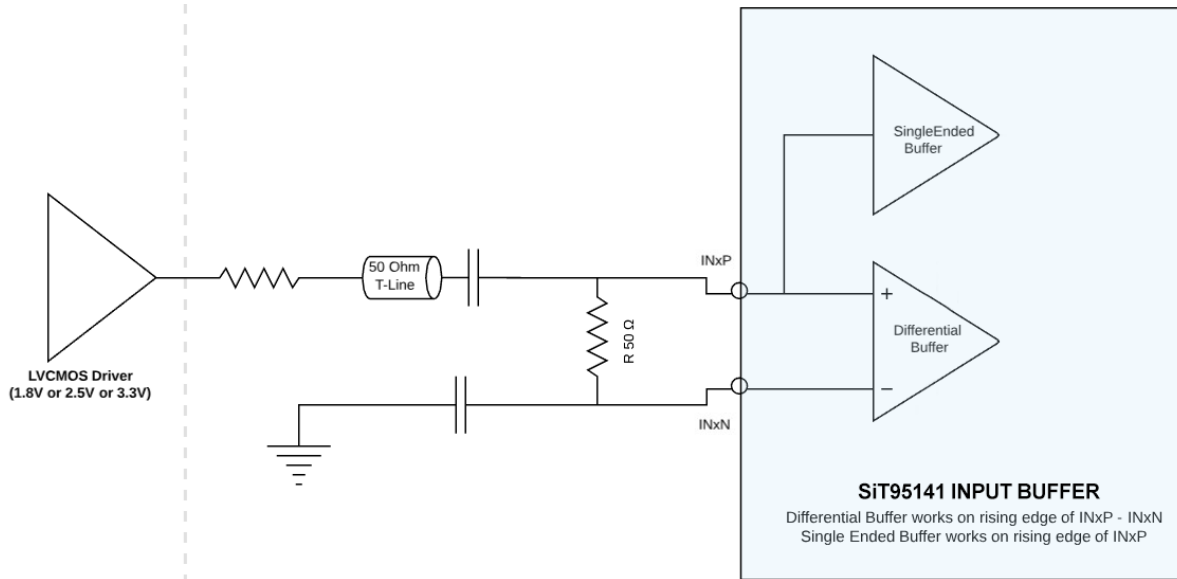 SingleEnded
Buffer
INxP
50 Ohm
T-Line
+
R 50 Ω
Differential
Buffer
LVCMOS Driver
(1.8V or 2.5V or 3.3V)
−
INxN
SiT95141 INPUT BUFFER
Differential Buffer works on rising edge of INxP - INxN
Single Ended Buffer works on rising edge of INxP